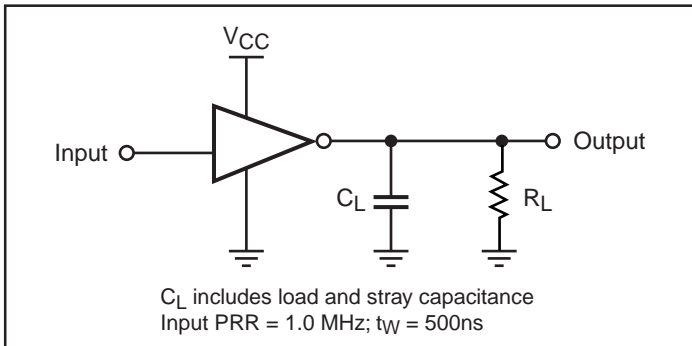 VCC
Input
Output
CL
RL
CL includes load and stray capacitance
Input PRR = 1.0 MHz; tW = 500ns